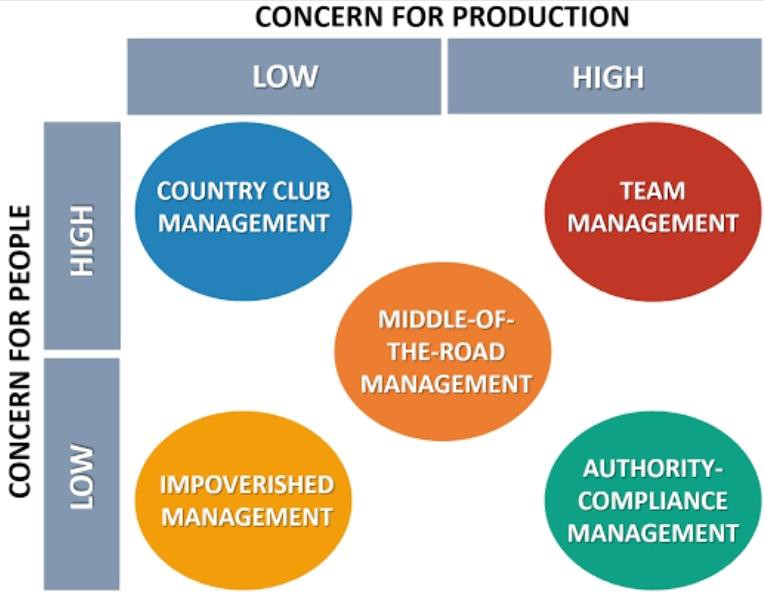 CONCERN FOR PRODUCTION
LOW
HIGH
CONCERN FOR PEOPLE
HIGH
LOW
COUNTRY CLUB
MANAGEMENT
TEAM
MANAGEMENT
MIDDLE-OF-
THE-ROAD
MANAGEMENT
IMPOVERISHED
MANAGEMENT
AUTHORITY-
COMPLIANCE
MANAGEMENT